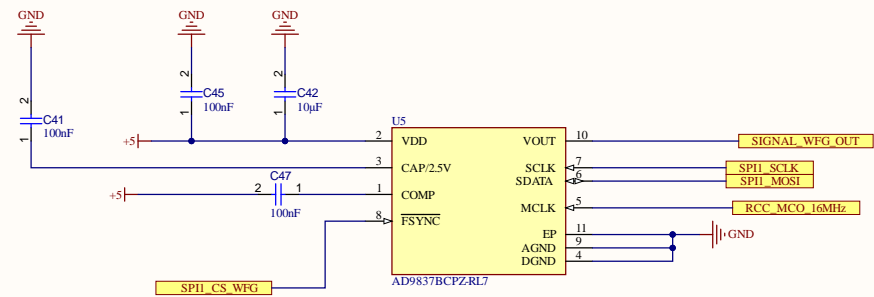 GND
GND
GND
2
C41
100nF
1
2
C45
100nF
1
2
C42
10µF
1
+5
U5
2 VDD
3 CAP/2.5V
1 COMP
8 FSYNC
VOUT 10
SCLK 7
SDATA 6
MCLK 5
EP 11
AGND 9
DGND 4
AD9837BCPZ-RL7
+5
C47
2 1
100nF
SPI1_CS_WFG
SIGNAL_WFG_OUT
SPI1_SCLK
SPI1_MOSI
RCC_MCO_16MHz
GND